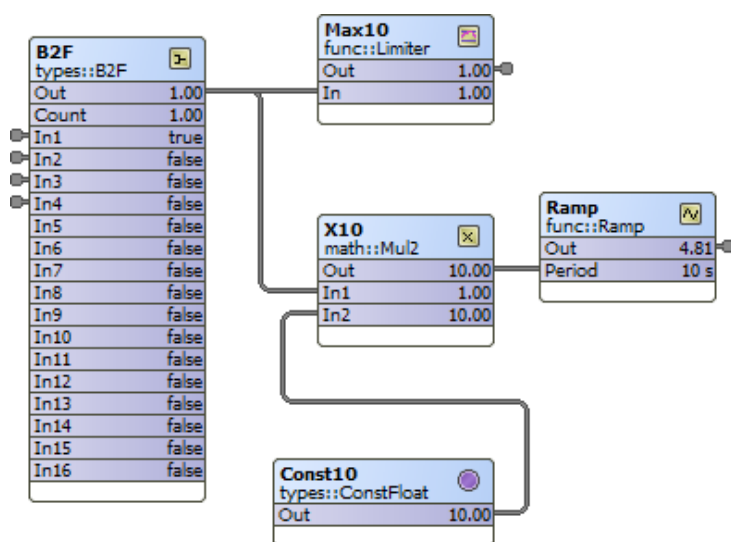 B2F
types::B2F
Out 1.00
Count 1.00
In1 true
In2 false
In3 false
In4 false
In5 false
In6 false
In7 false
In8 false
In9 false
In10 false
In11 false
In12 false
In13 false
In14 false
In15 false
In16 false
Max10
func::Limiter
Out 1.00
In 1.00
X10
math::Mul2
Out 10.00
In1 1.00
In2 10.00
Ramp
func::Ramp
Out 4.81
Period 10 s
Const10
types::ConstFloat
Out 10.00